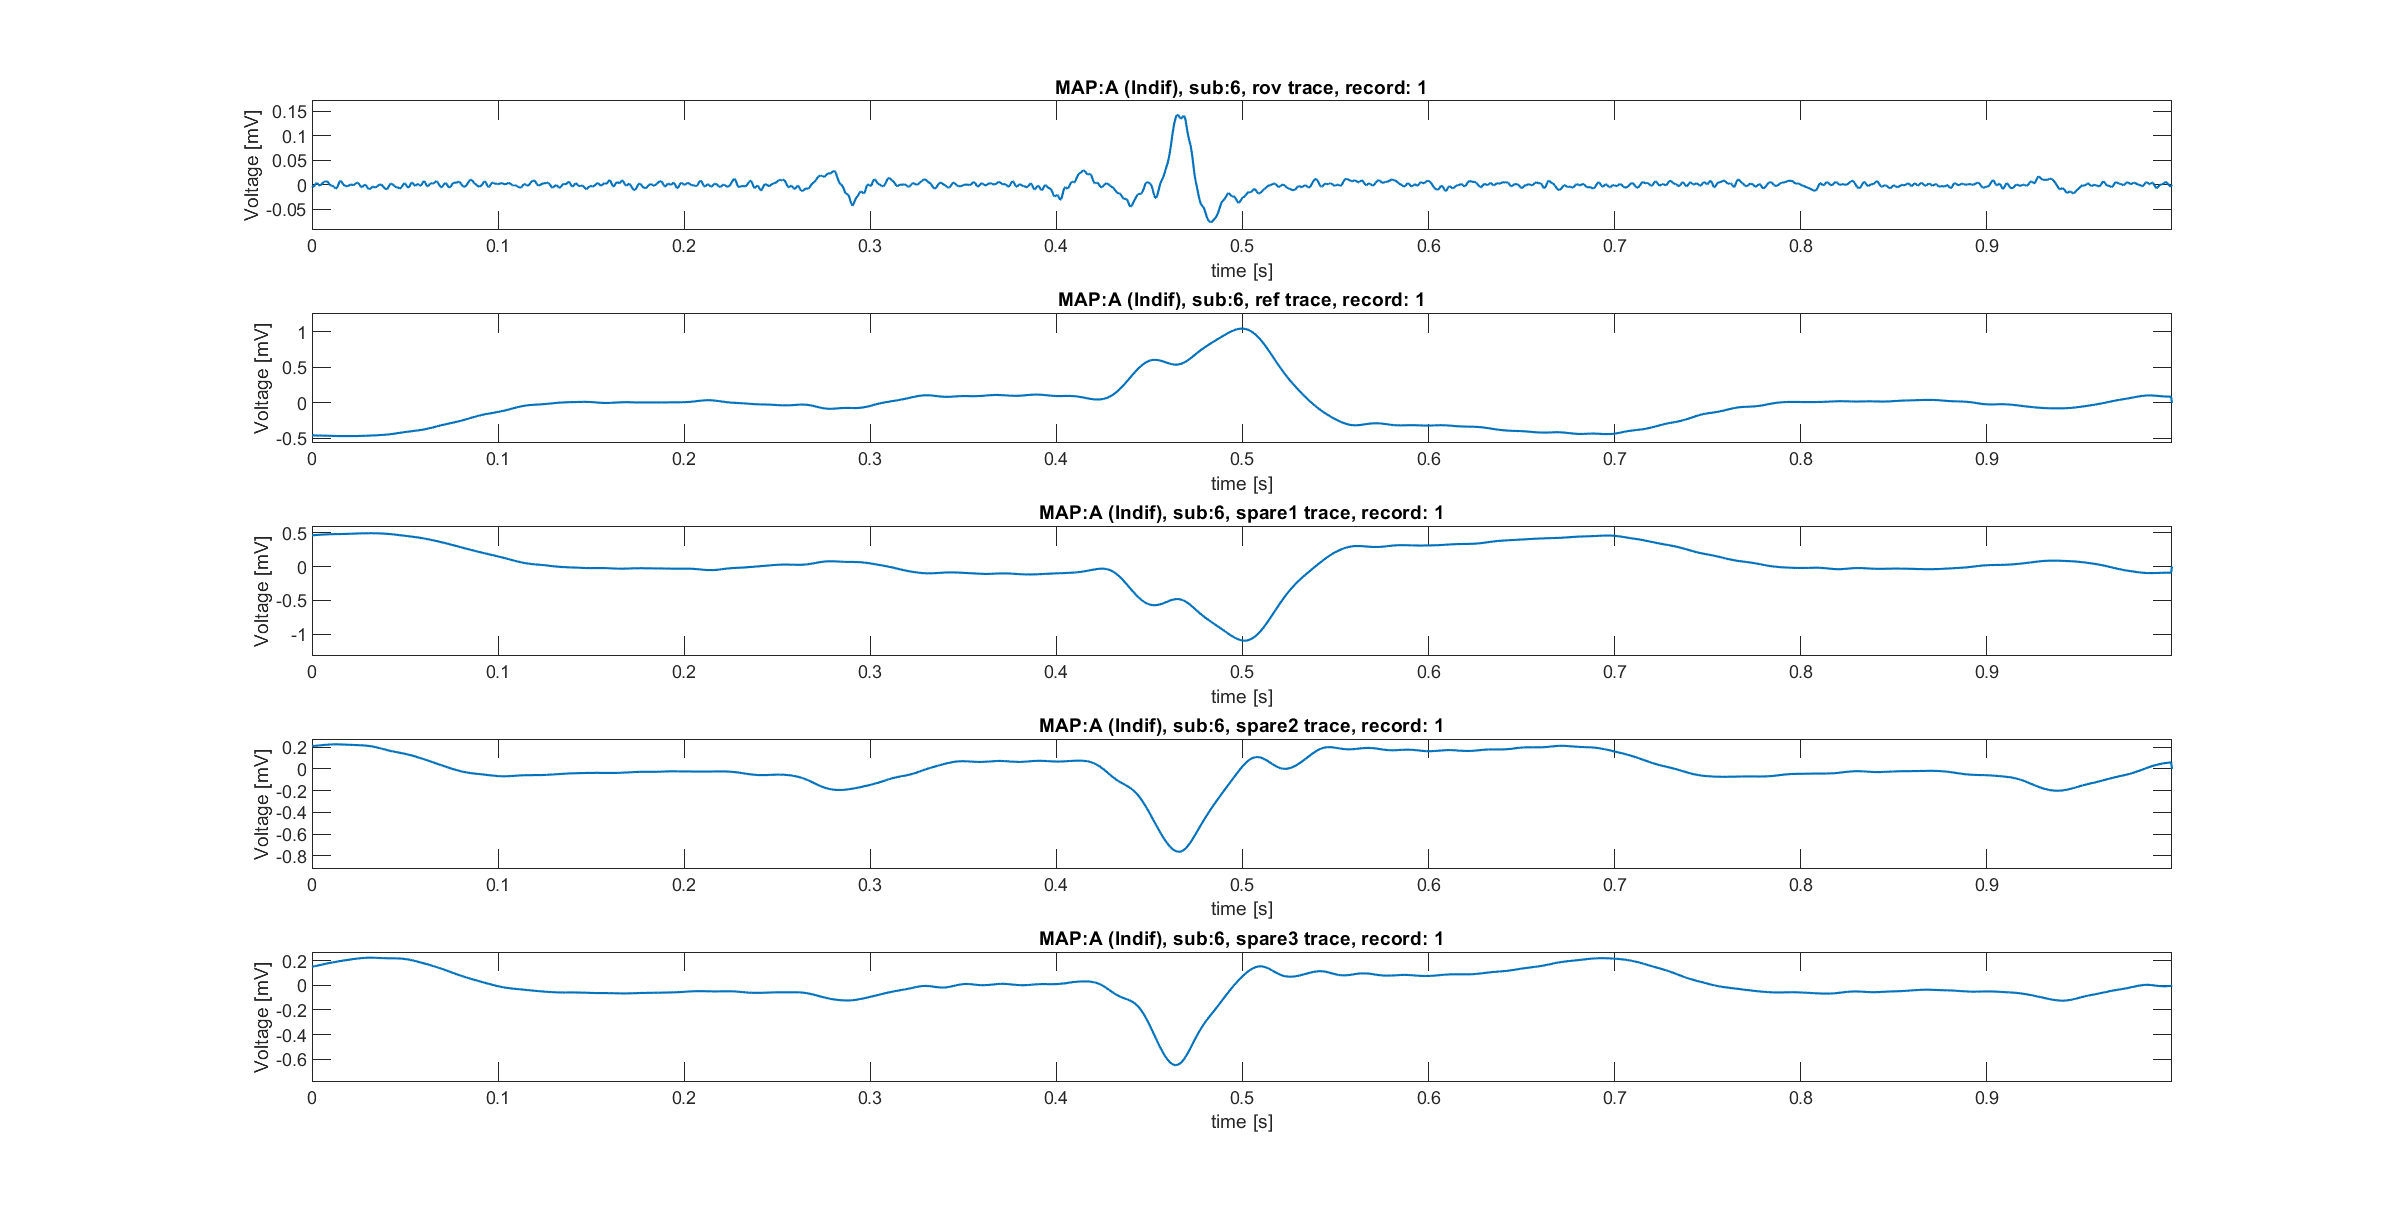 MAP:A (Indif), sub:6, rov trace, record: 1
Voltage [mV]
0.15
0.1
0.05
0
-0.05
0 0.1 0.2 0.3 0.4 0.5 0.6 0.7 0.8 0.9
time [s]
MAP:A (Indif), sub:6, ref trace, record: 1
Voltage [mV]
1
0.5
0
-0.5
0 0.1 0.2 0.3 0.4 0.5 0.6 0.7 0.8 0.9
time [s]
MAP:A (Indif), sub:6, spare1 trace, record: 1
Voltage [mV]
0.5
0
-0.5
-1
0 0.1 0.2 0.3 0.4 0.5 0.6 0.7 0.8 0.9
time [s]
MAP:A (Indif), sub:6, spare2 trace, record: 1
Voltage [mV]
0.2
0
-0.2
-0.4
-0.6
-0.8
0 0.1 0.2 0.3 0.4 0.5 0.6 0.7 0.8 0.9
time [s]
MAP:A (Indif), sub:6, spare3 trace, record: 1
Voltage [mV]
0.2
0
-0.2
-0.4
-0.6
0 0.1 0.2 0.3 0.4 0.5 0.6 0.7 0.8 0.9
time [s]